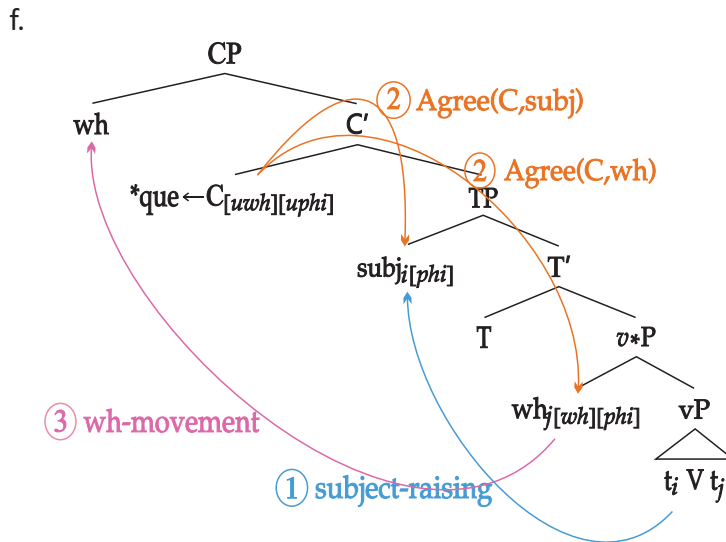 f.
CP
② Agree(C,subj)
wh
C′
② Agree(C,wh)
*que←C[uwh][uphi]
TP
subji[phi]
T′
T
v*P
③ wh-movement
whj[wh][phi]
vP
① subject-raising
ti V tj